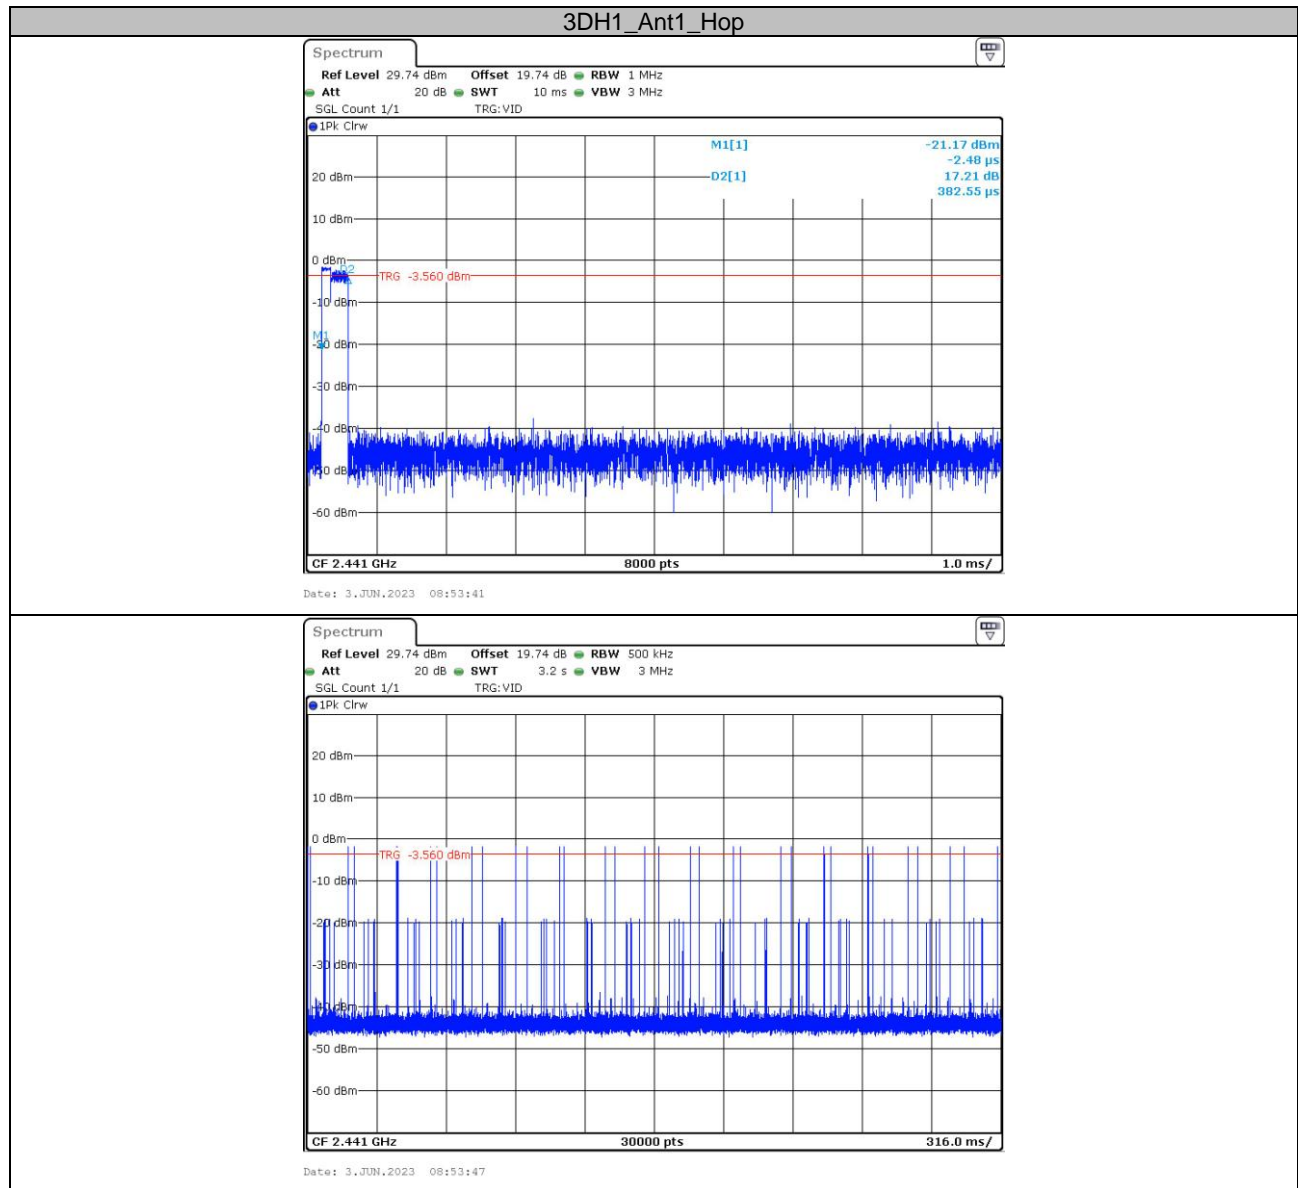 3DH1_Ant1_Hop
Spectrum
Ref Level 29.74 dBm Offset 19.74 dB RBW 1 MHz
Att 20 dB SWT 10 ms VBW 3 MHz
SGL Count 1/1 TRG:VID
1Pk Clrw
M1[1] -21.17 dBm
-2.48 µs
20 dBm D2[1] 17.21 dB
382.55 µs
10 dBm
0 dBm
D2
TRG -3.560 dBm
-10 dBm
M1
-20 dBm
-30 dBm
-40 dBm
-50 dBm
-60 dBm
CF 2.441 GHz 8000 pts 1.0 ms/
Date: 3.JUN.2023 08:53:41
Spectrum
Ref Level 29.74 dBm Offset 19.74 dB RBW 500 kHz
Att 20 dB SWT 3.2 s VBW 3 MHz
SGL Count 1/1 TRG:VID
1Pk Clrw
20 dBm
10 dBm
0 dBm
TRG -3.560 dBm
-10 dBm
-20 dBm
-30 dBm
-40 dBm
-50 dBm
-60 dBm
CF 2.441 GHz 30000 pts 316.0 ms/
Date: 3.JUN.2023 08:53:47